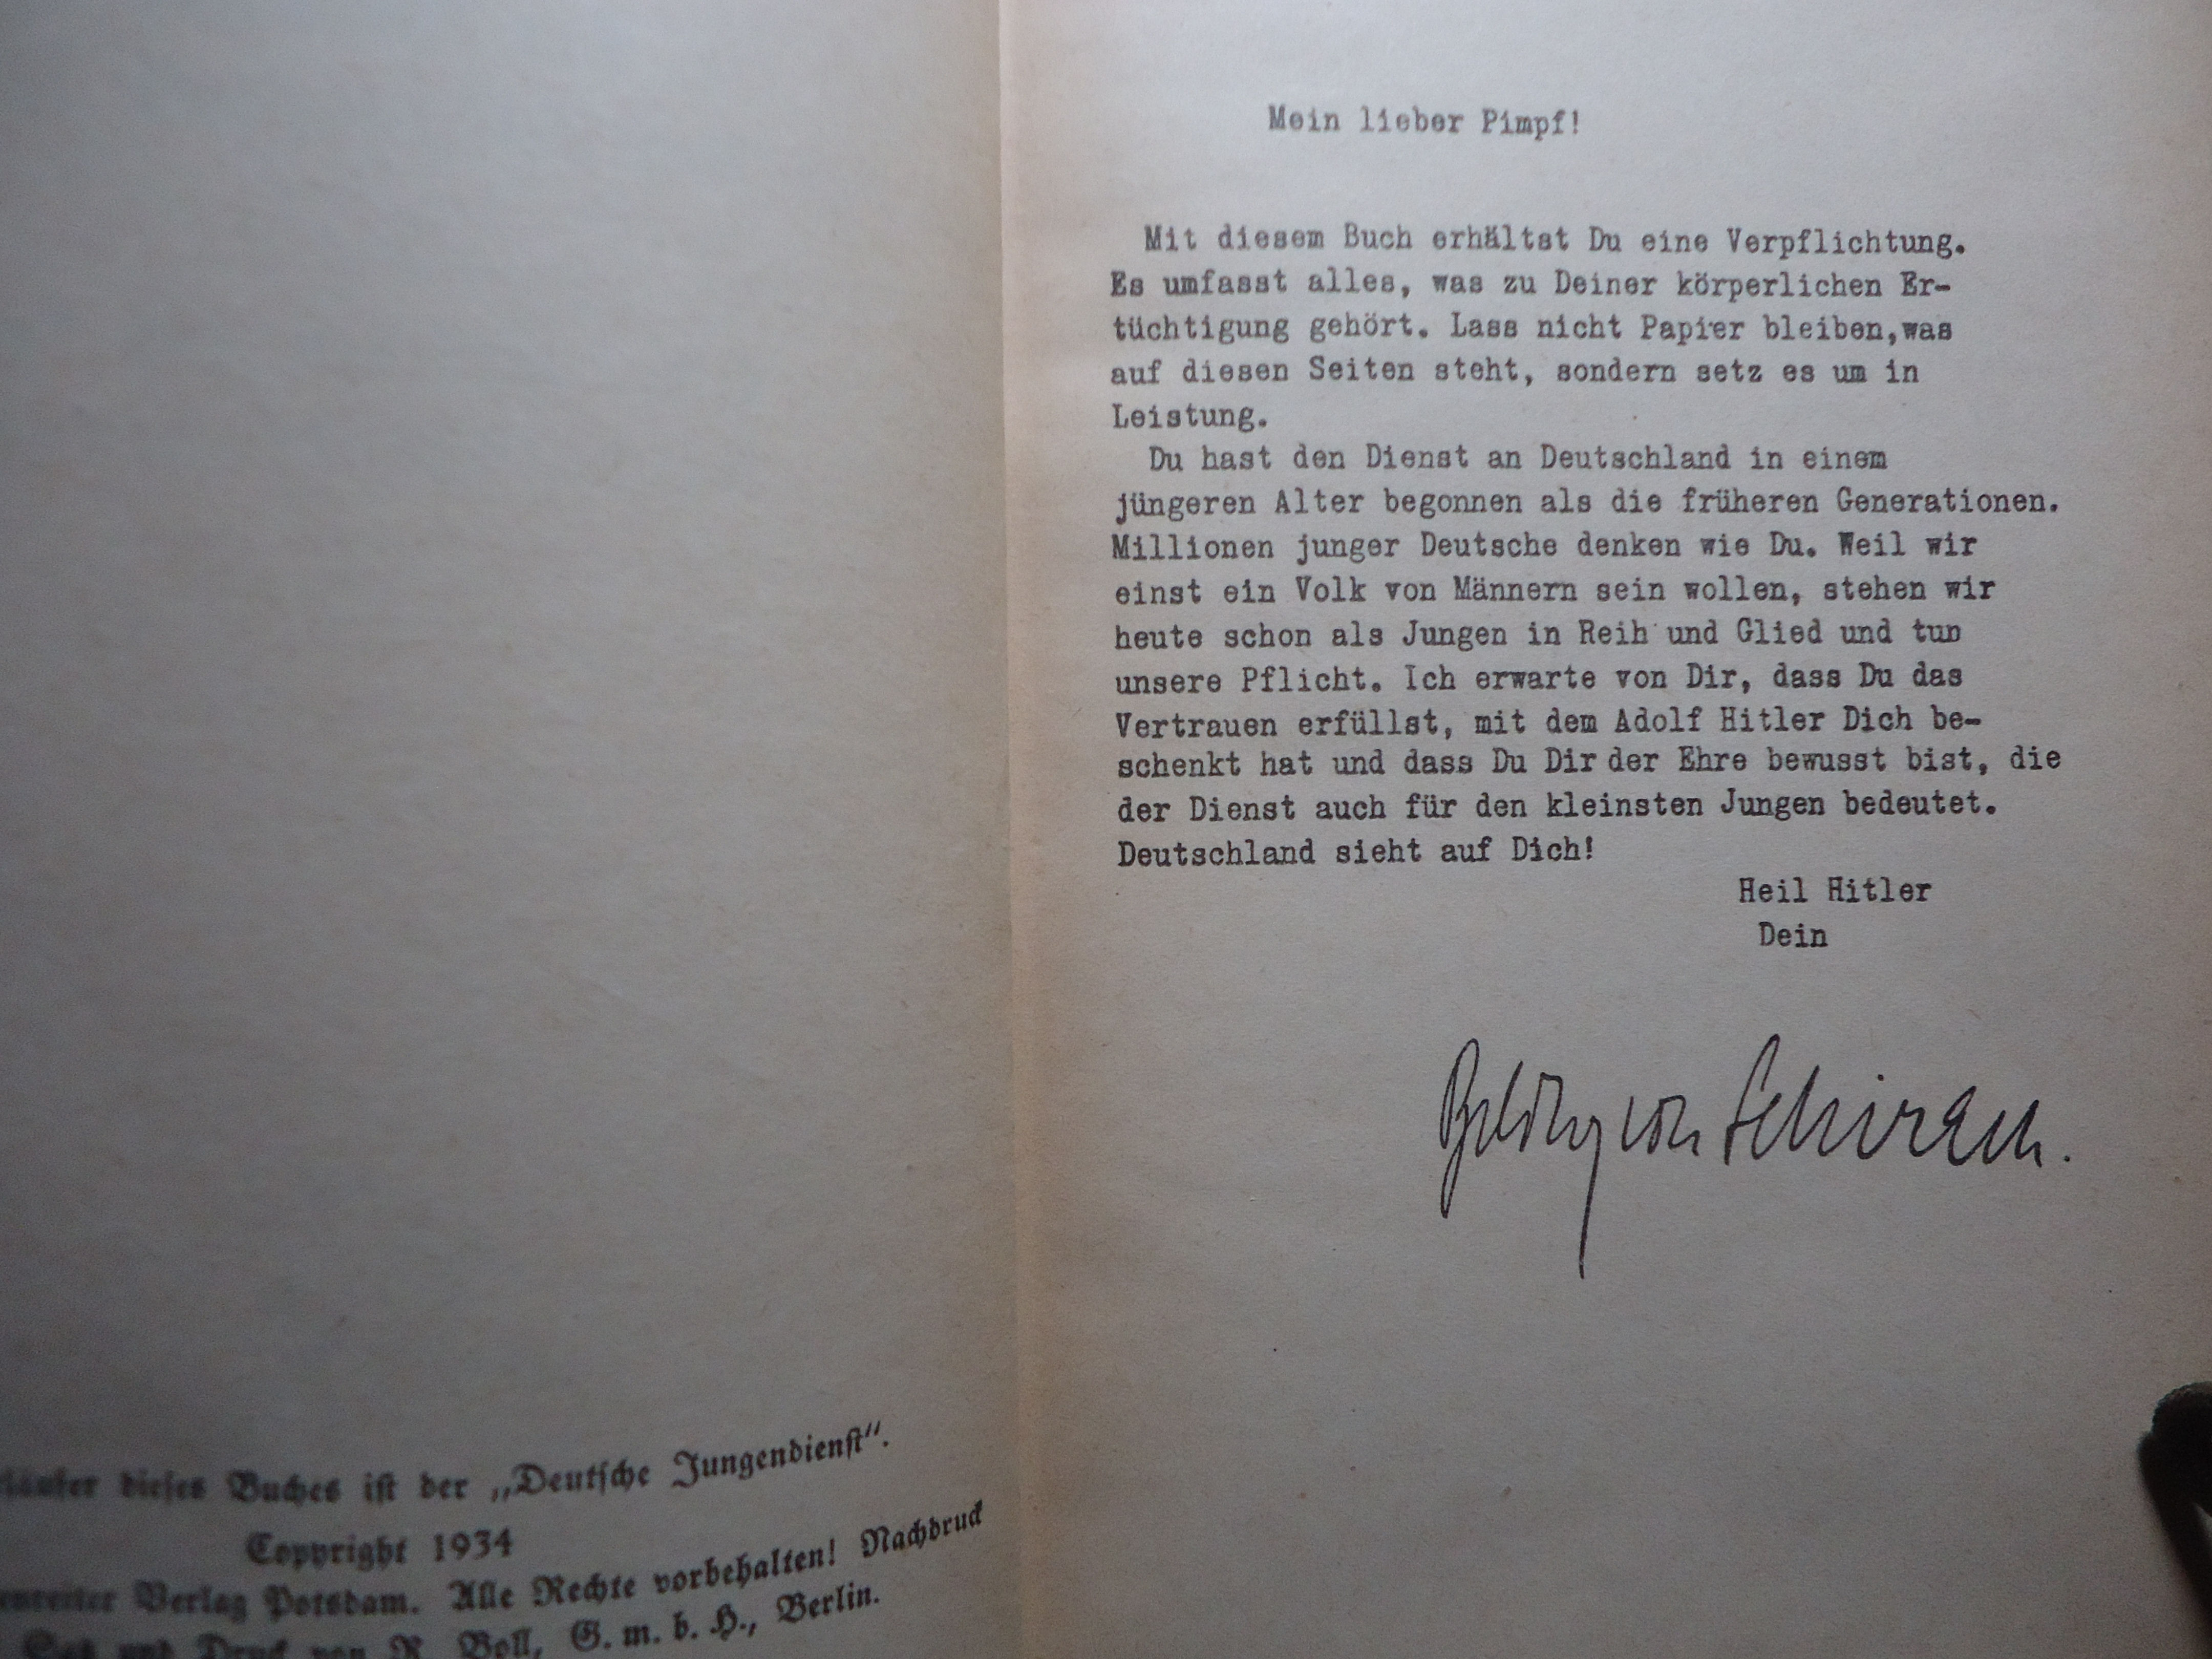 dieses Buches ist der „Deutsche Jungendienst".
Copyright 1934
Verlag Potsdam. Alle Rechte vorbehalten! Nachdruck
und Druck von R. Boll, G. m. b. H., Berlin.
Mein lieber Pimpf!
Mit diesem Buch erhältst Du eine Verpflichtung.
Es umfasst alles, was zu Deiner körperlichen Er-
tüchtigung gehört. Lass nicht Papier bleiben,was
auf diesen Seiten steht, sondern setz es um in
Leistung.
Du hast den Dienst an Deutschland in einem
jüngeren Alter begonnen als die früheren Generationen.
Millionen junger Deutsche denken wie Du. Weil wir
einst ein Volk von Männern sein wollen, stehen wir
heute schon als Jungen in Reih und Glied und tun
unsere Pflicht. Ich erwarte von Dir, dass Du das
Vertrauen erfüllst, mit dem Adolf Hitler Dich be-
schenkt hat und dass Du Dir der Ehre bewusst bist, die
der Dienst auch für den kleinsten Jungen bedeutet.
Deutschland sieht auf Dich!
Heil Hitler
Dein
Baldur von Schirach.